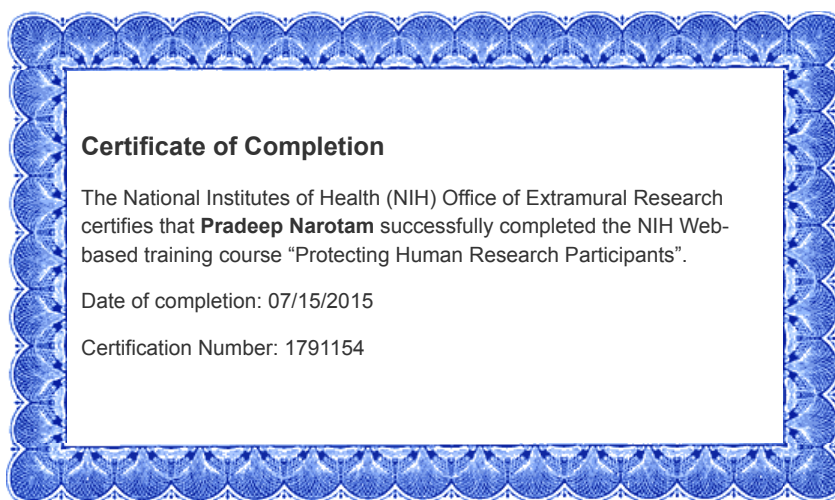 Certificate of Completion
The National Institutes of Health (NIH) Office of Extramural Research
certifies that Pradeep Narotam successfully completed the NIH Web-
based training course “Protecting Human Research Participants”.
Date of completion: 07/15/2015
Certification Number: 1791154